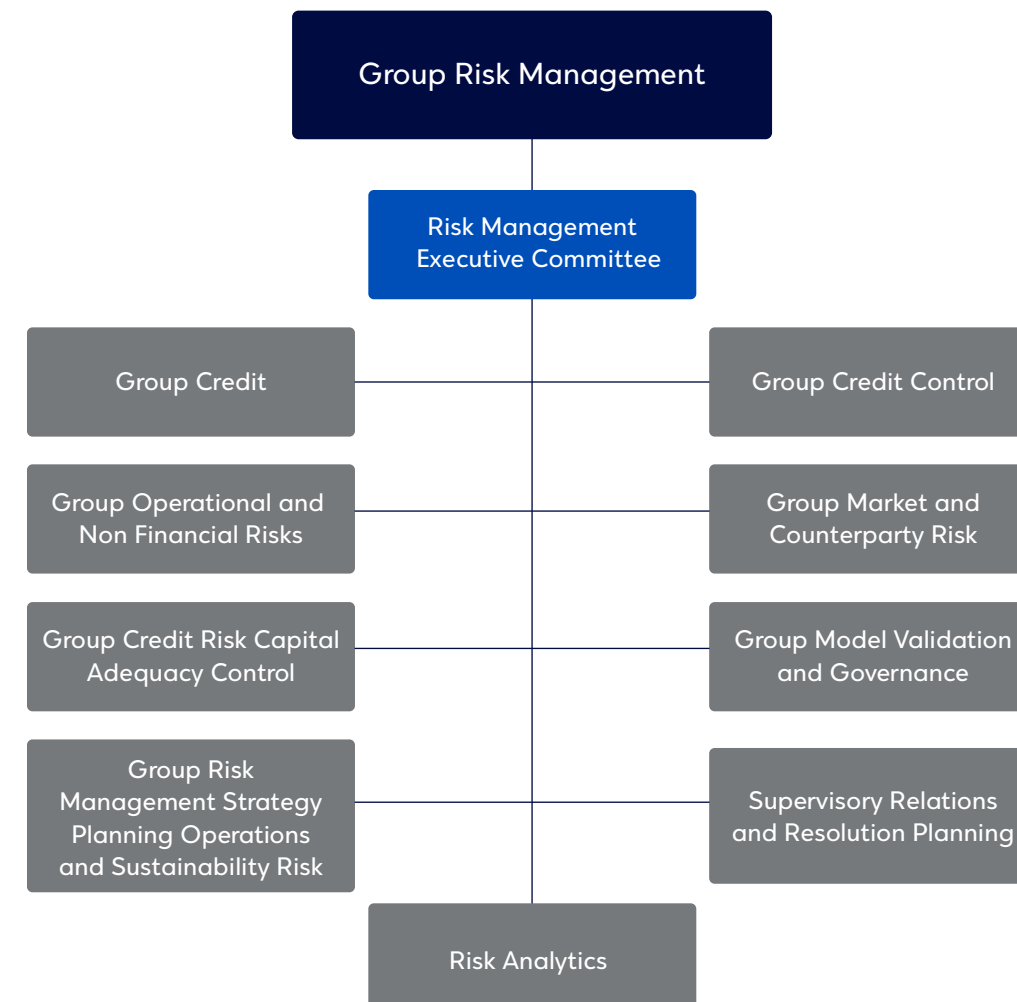 Group Risk Management
Risk Management
Executive Committee
Group Credit
Group Credit Control
Group Operational and
Non Financial Risks
Group Market and
Counterparty Risk
Group Credit Risk Capital
Adequacy Control
Group Model Validation
and Governance
Group Risk
Management Strategy
Planning Operations
and Sustainability Risk
Supervisory Relations
and Resolution Planning
Risk Analytics